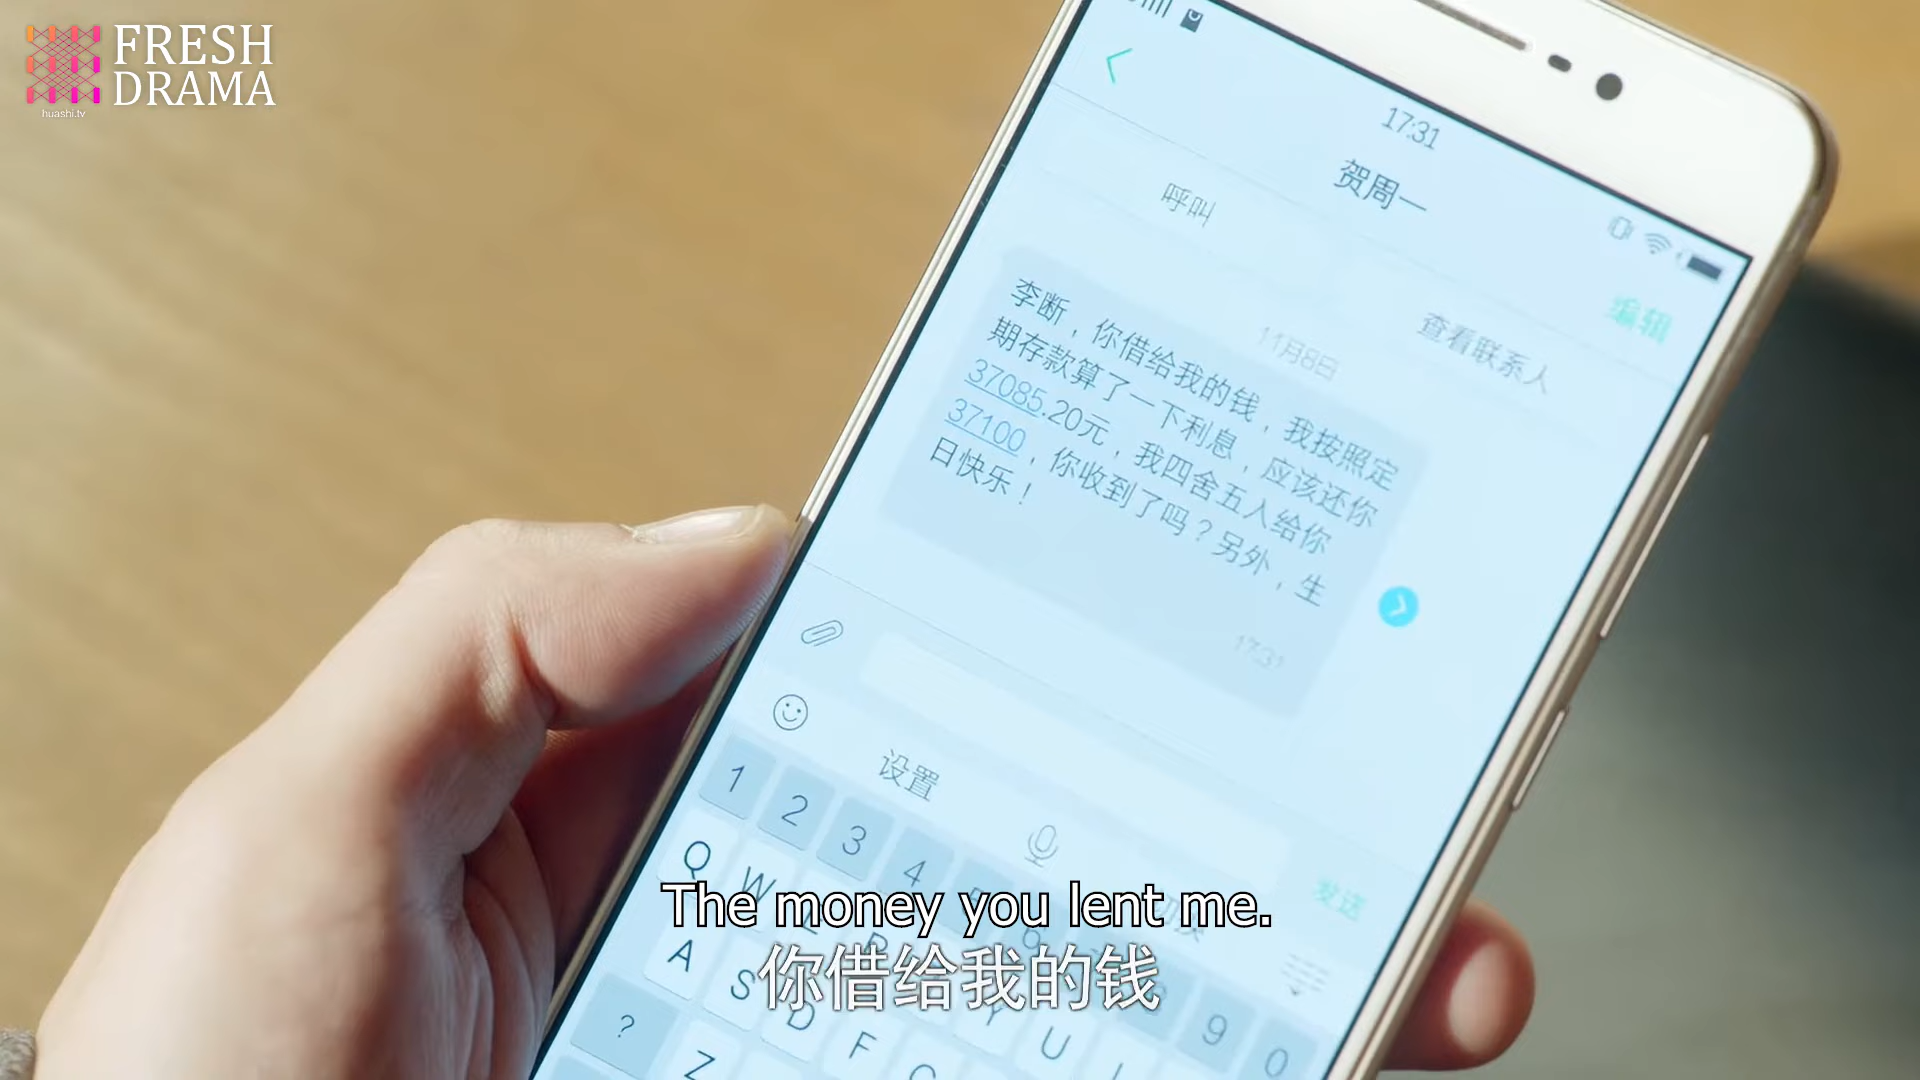 FRESH
DRAMA
huashi.tv
17:31
贺周一
呼叫
编辑
查看联系人
11月8日
李断，你借给我的钱，我按照定
期存款算了一下利息，应该还你
37085.20元，我四舍五入给你
37100，你收到了吗？另外，生
日快乐！
17:31
设置
发送
1 2 3 4
9 0
Q W
A S D F
Y U
? Z
The money you lent me.
你借给我的钱